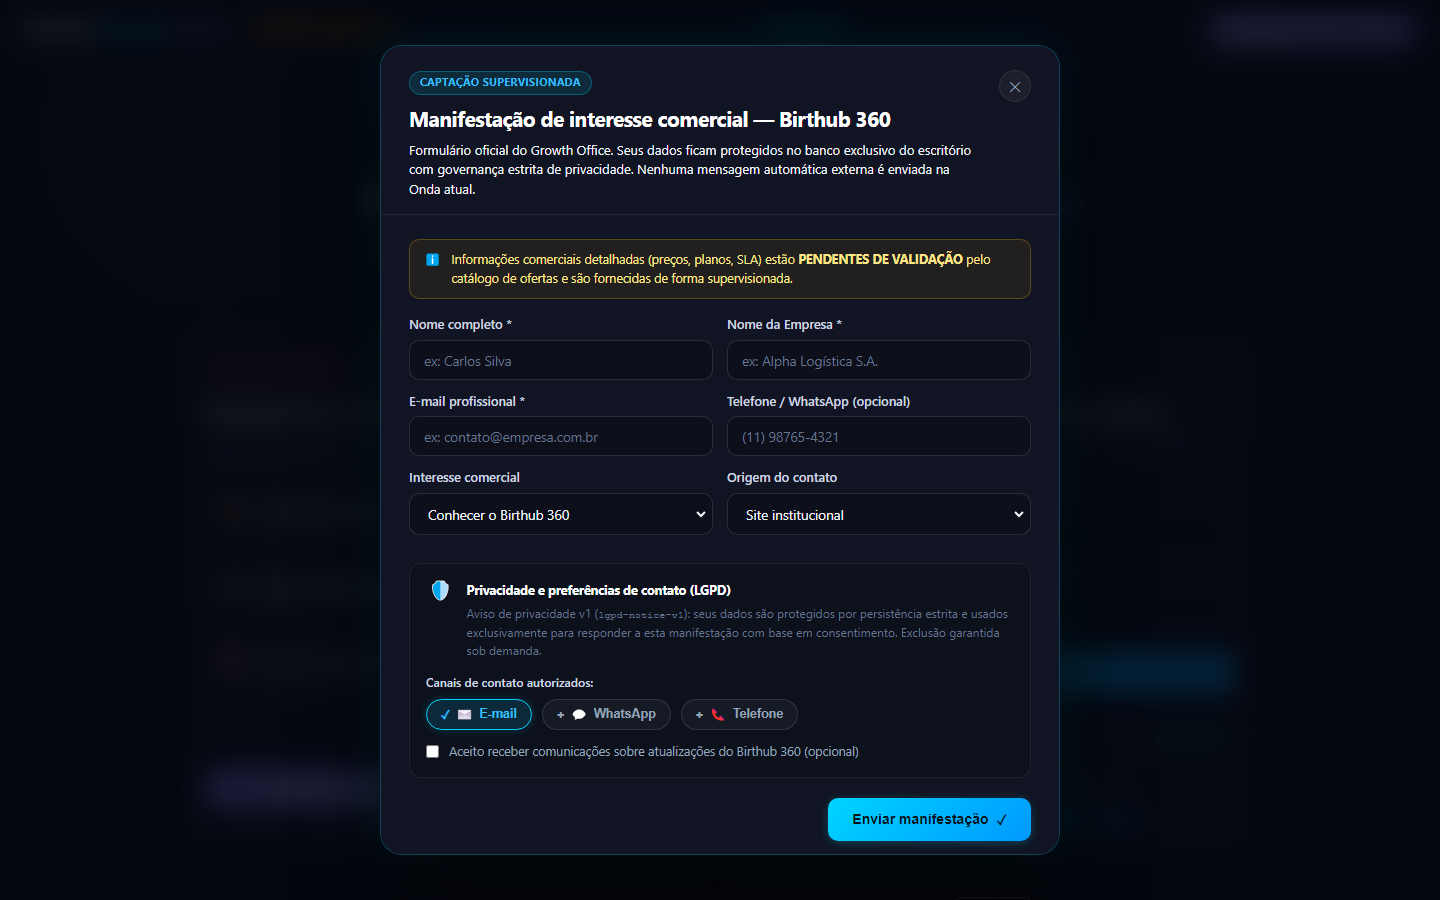 CAPTAÇÃO SUPERVISIONADA
Manifestação de interesse comercial — Birthub 360
Formulário oficial do Growth Office. Seus dados ficam protegidos no banco exclusivo do escritório
com governança estrita de privacidade. Nenhuma mensagem automática externa é enviada na
Onda atual.
Informações comerciais detalhadas (preços, planos, SLA) estão PENDENTES DE VALIDAÇÃO pelo
catálogo de ofertas e são fornecidas de forma supervisionada.
Nome completo *
Nome da Empresa *
ex: Carlos Silva
ex: Alpha Logística S.A.
E-mail profissional *
Telefone / WhatsApp (opcional)
ex: contato@empresa.com.br
(11) 98765-4321
Interesse comercial
Origem do contato
Conhecer o Birthub 360
Site institucional
Privacidade e preferências de contato (LGPD)
Aviso de privacidade v1 (lgpd-notice-v1): seus dados são protegidos por persistência estrita e usados
exclusivamente para responder a esta manifestação com base em consentimento. Exclusão garantida
sob demanda.
Canais de contato autorizados:
✓ E-mail
+ WhatsApp
+ Telefone
Aceito receber comunicações sobre atualizações do Birthub 360 (opcional)
Enviar manifestação ✓